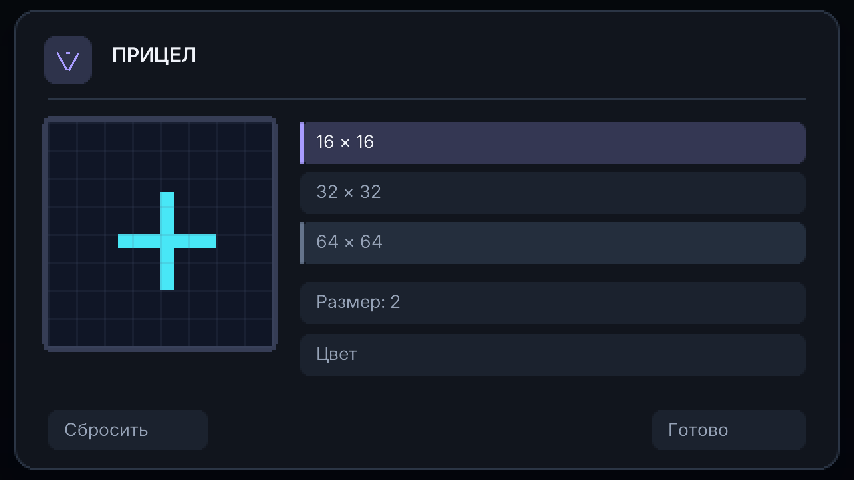 ПРИЦЕЛ
16 × 16
32 × 32
64 × 64
Размер: 2
Цвет
Сбросить
Готово